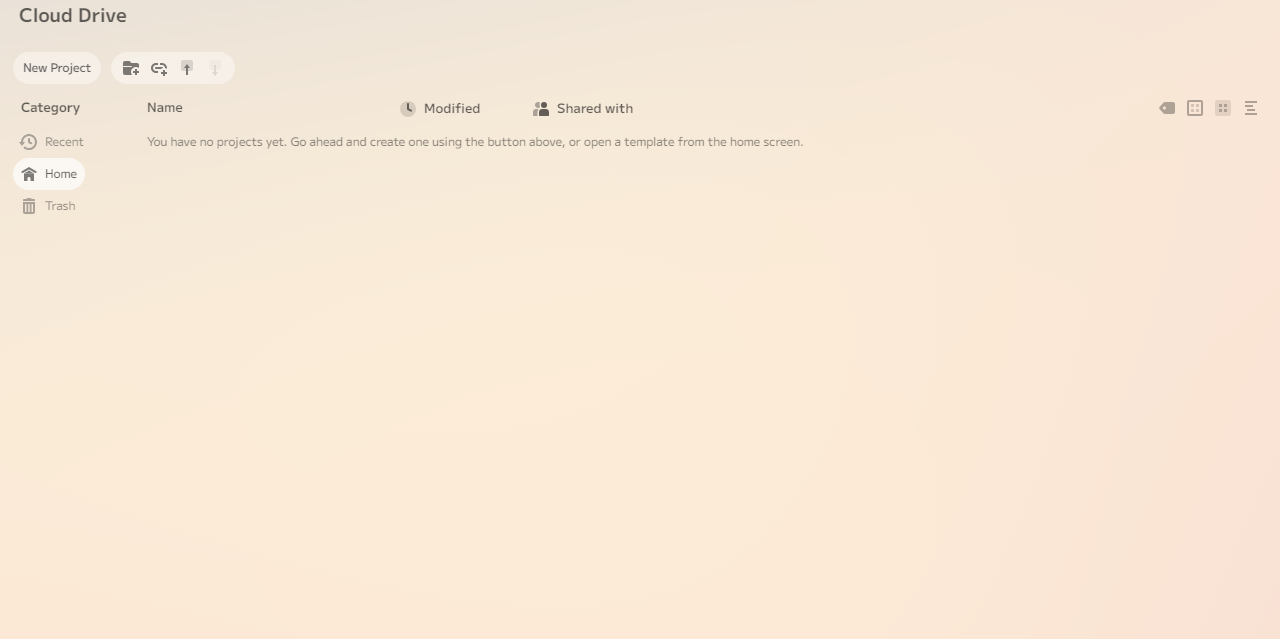 Cloud Drive
New Project
Category
Name
Modified
Shared with
Recent
You have no projects yet. Go ahead and create one using the button above, or open a template from the home screen.
Home
Trash